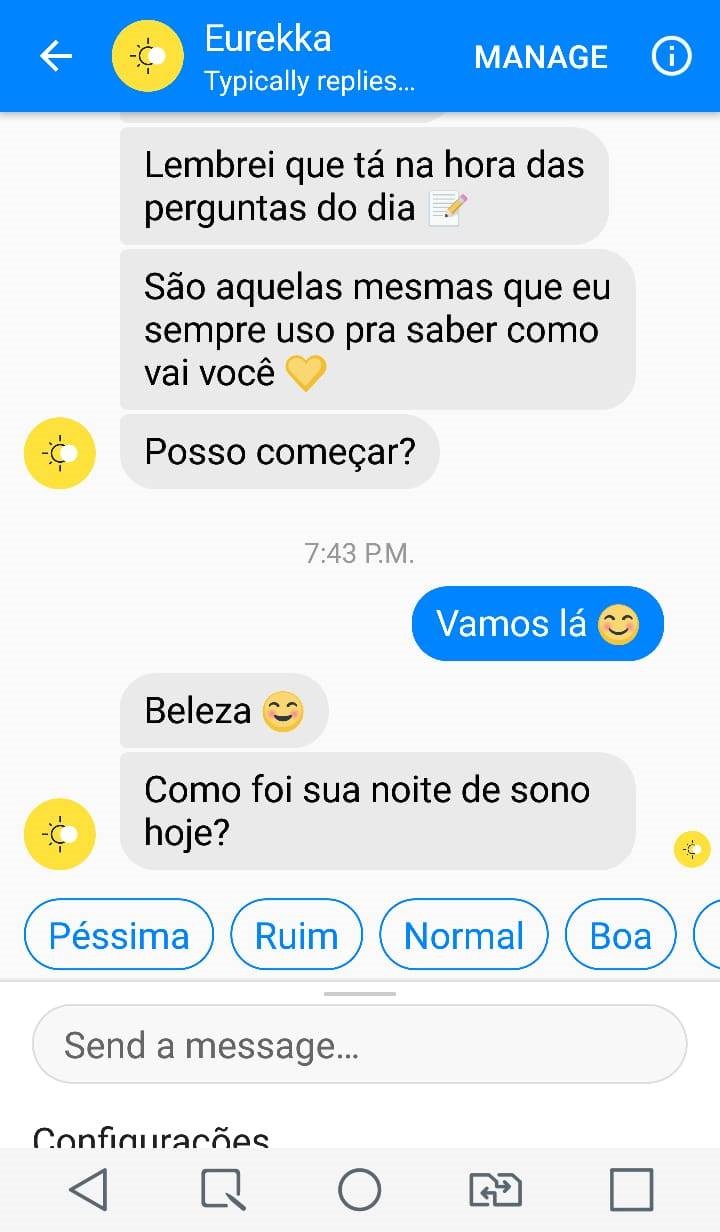 Eurekka
Typically replies...
MANAGE
Lembrei que tá na hora das
perguntas do dia 📝
São aquelas mesmas que eu
sempre uso pra saber como
vai você 💛
Posso começar?
7:43 P.M.
Vamos lá 😊
Beleza 😊
Como foi sua noite de sono
hoje?
Péssima
Ruim
Normal
Boa
Send a message...
Configurações